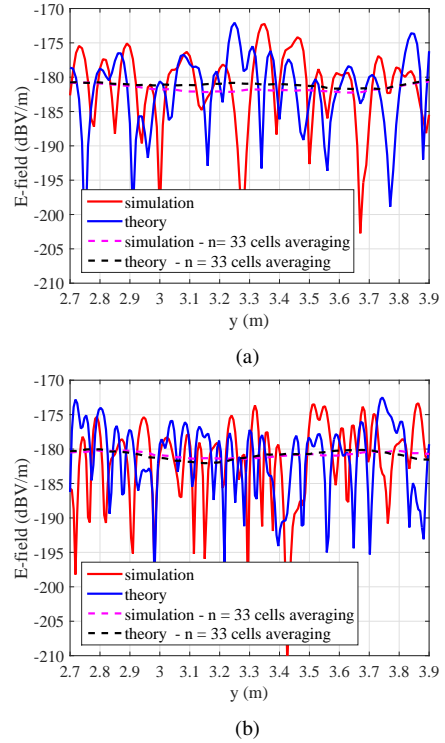 -170
-175
-180
-185
-190
-195
-200
-205
-210
E-field (dBV/m)
simulation
theory
simulation - n= 33 cells averaging
theory - n = 33 cells averaging
2.7 2.8 2.9 3 3.1 3.2 3.3 3.4 3.5 3.6 3.7 3.8 3.9
y (m)
(a)
-170
-175
-180
-185
-190
-195
-200
-205
-210
E-field (dBV/m)
simulation
theory
simulation - n = 33 cells averaging
theory - n = 33 cells averaging
2.7 2.8 2.9 3 3.1 3.2 3.3 3.4 3.5 3.6 3.7 3.8 3.9
y (m)
(b)